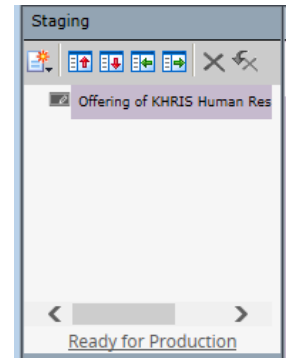 Staging
Offering of KHRIS Human Res
Ready for Production